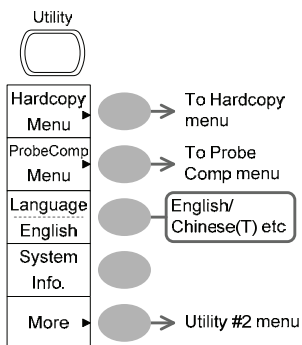 Utility
Hardcopy
Menu
To Hardcopy
menu
ProbeComp
Menu
To Probe
Comp menu
Language
English
English/
Chinese(T) etc
System
Info.
More
Utility #2 menu